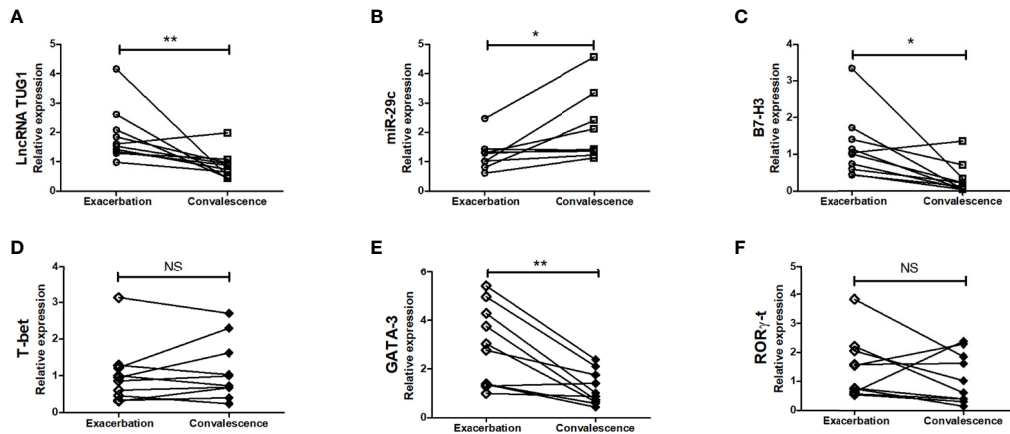 A
**
LncRNA TUG1
Relative expression
5
4
3
2
1
0
Exacerbation Convalescence
B
*
miR-29c
Relative expression
5
4
3
2
1
0
Exacerbation Convalescence
C
*
B7-H3
Relative expression
4
3
2
1
0
Exacerbation Convalescence
D
NS
T-bet
Relative expression
4
3
2
1
0
Exacerbation Convalescence
E
**
GATA-3
Relative expression
6
4
2
0
Exacerbation Convalescence
F
NS
RORγ-t
Relative expression
5
4
3
2
1
0
Exacerbation Convalescence